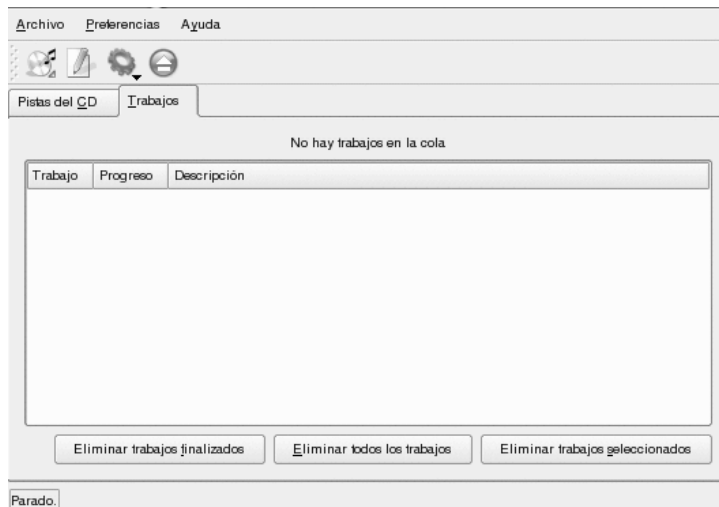 Archivo Preferencias Ayuda
Pistas del CD Trabajos
No hay trabajos en la cola
Trabajo Progreso Descripción
Eliminar trabajos finalizados Eliminar todos los trabajos Eliminar trabajos seleccionados
Parado.